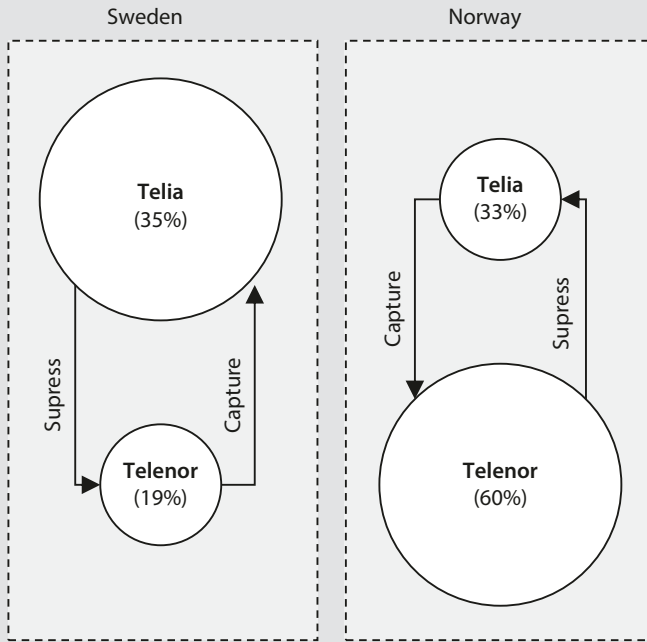 Sweden
Norway
Telia
(35%)
Supress
Capture
Telenor
(19%)
Telia
(33%)
Capture
Supress
Telenor
(60%)